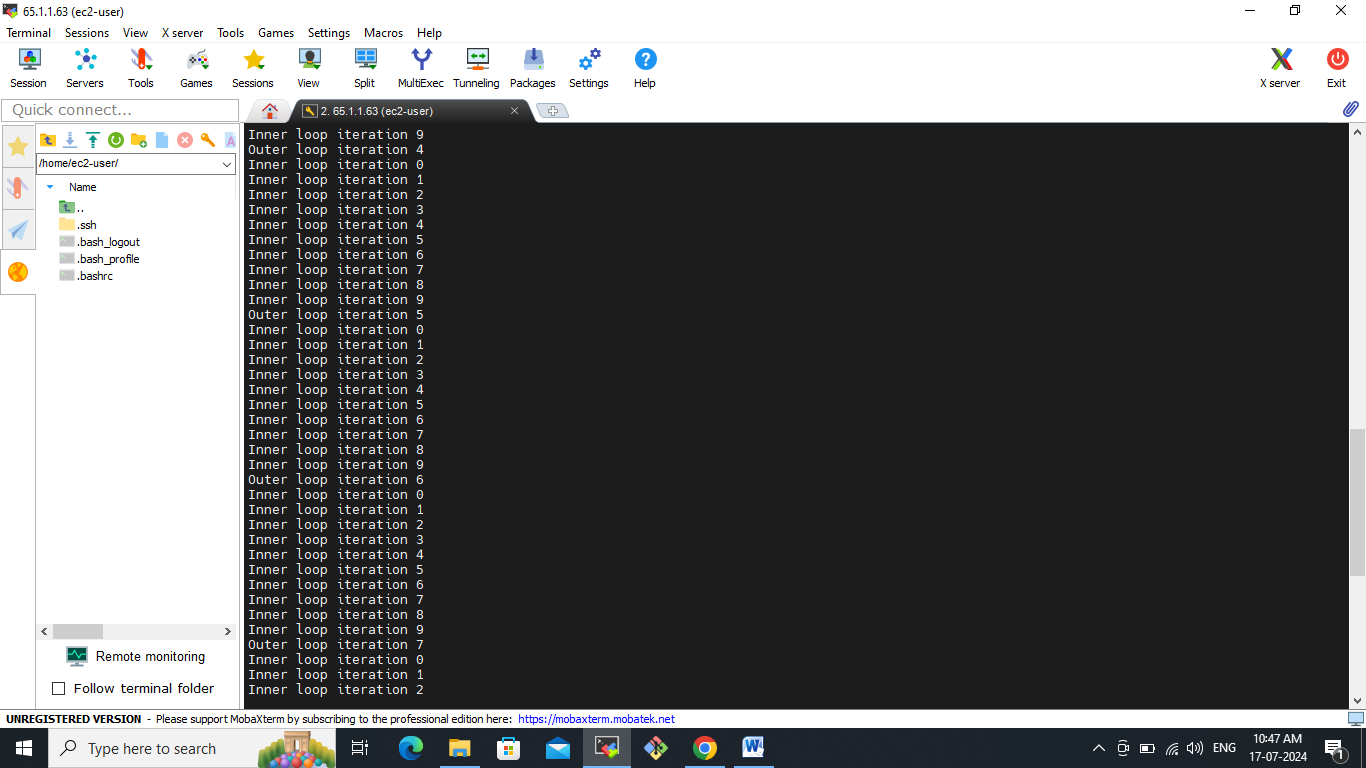 65.1.1.63 (ec2-user)
Terminal Sessions View X server Tools Games Settings Macros Help
Session Servers Tools Games Sessions View Split MultiExec Tunneling Packages Settings Help X server Exit
Quick connect...
2. 65.1.1.63 (ec2-user)
/home/ec2-user/
Name
..
.ssh
.bash_logout
.bash_profile
.bashrc
Remote monitoring
Follow terminal folder
Inner loop iteration 9
Outer loop iteration 4
Inner loop iteration 0
Inner loop iteration 1
Inner loop iteration 2
Inner loop iteration 3
Inner loop iteration 4
Inner loop iteration 5
Inner loop iteration 6
Inner loop iteration 7
Inner loop iteration 8
Inner loop iteration 9
Outer loop iteration 5
Inner loop iteration 0
Inner loop iteration 1
Inner loop iteration 2
Inner loop iteration 3
Inner loop iteration 4
Inner loop iteration 5
Inner loop iteration 6
Inner loop iteration 7
Inner loop iteration 8
Inner loop iteration 9
Outer loop iteration 6
Inner loop iteration 0
Inner loop iteration 1
Inner loop iteration 2
Inner loop iteration 3
Inner loop iteration 4
Inner loop iteration 5
Inner loop iteration 6
Inner loop iteration 7
Inner loop iteration 8
Inner loop iteration 9
Outer loop iteration 7
Inner loop iteration 0
Inner loop iteration 1
Inner loop iteration 2
UNREGISTERED VERSION - Please support MobaXterm by subscribing to the professional edition here: https://mobaxterm.mobatek.net
Type here to search
ENG
10:47 AM
17-07-2024
1